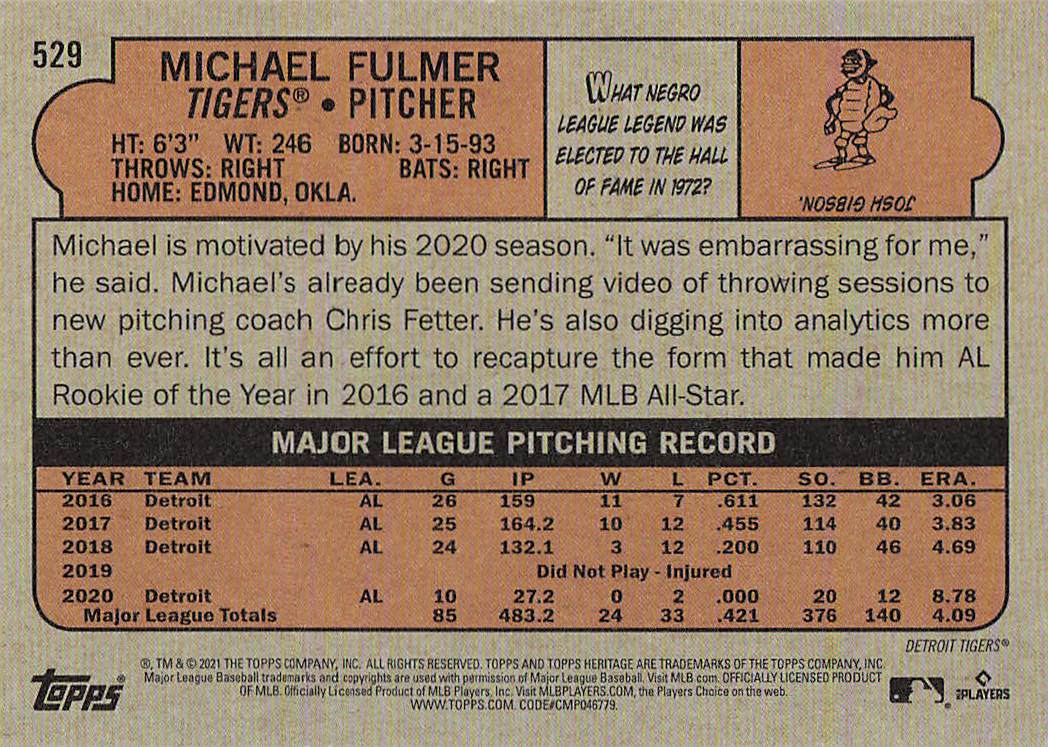 529
MICHAEL FULMER
TIGERS® • PITCHER
HT: 6'3" WT: 246 BORN: 3-15-93
THROWS: RIGHT BATS: RIGHT
HOME: EDMOND, OKLA.
WHAT NEGRO
LEAGUE LEGEND WAS
ELECTED TO THE HALL
OF FAME IN 1972?
JOSH GIBSON.
Michael is motivated by his 2020 season. “It was embarrassing for me,”
he said. Michael’s already been sending video of throwing sessions to
new pitching coach Chris Fetter. He’s also digging into analytics more
than ever. It’s all an effort to recapture the form that made him AL
Rookie of the Year in 2016 and a 2017 MLB All-Star.
MAJOR LEAGUE PITCHING RECORD
YEAR TEAM LEA. G IP W L PCT. SO. BB. ERA.
2016 Detroit AL 26 159 11 7 .611 132 42 3.06
2017 Detroit AL 25 164.2 10 12 .455 114 40 3.83
2018 Detroit AL 24 132.1 3 12 .200 110 46 4.69
2019 Did Not Play - Injured
2020 Detroit AL 10 27.2 0 2 .000 20 12 8.78
Major League Totals 85 483.2 24 33 .421 376 140 4.09
DETROIT TIGERS®
®, TM & © 2021 THE TOPPS COMPANY, INC. ALL RIGHTS RESERVED. TOPPS AND TOPPS HERITAGE ARE TRADEMARKS OF THE TOPPS COMPANY, INC.
Major League Baseball trademarks and copyrights are used with permission of Major League Baseball. Visit MLB.com. OFFICIALLY LICENSED PRODUCT
OF MLB. Officially Licensed Product of MLB Players, Inc. Visit MLBPLAYERS.COM, the Players Choice on the web.
WWW.TOPPS.COM. CODE#CMP046779.
TOPPS®
MLBPLAYERS